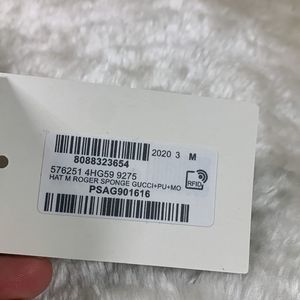 2020 3 M
8088323654
RFID
576251 4HG59 9275
HAT M ROGER SPONGE GUCCI+PU+MO
PSAG901616